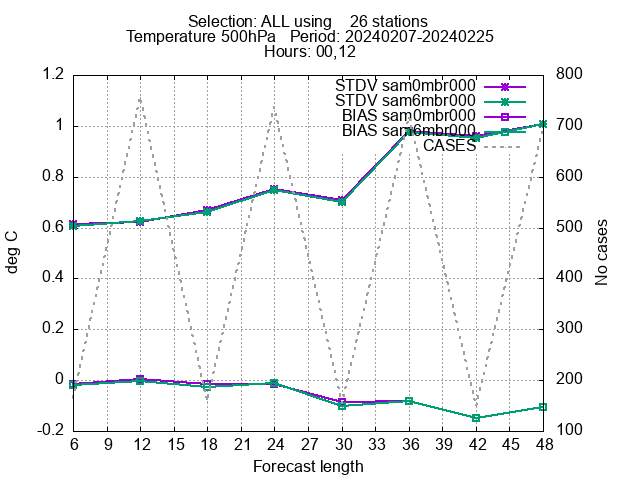 Selection: ALL using 26 stations
Temperature 500hPa Period: 20240207-20240225
Hours: 00,12
STDV sam0mbr000
STDV sam6mbr000
BIAS sam0mbr000
BIAS sam6mbr000
CASES
1.2
1
0.8
0.6
0.4
0.2
0
-0.2
deg C
800
700
600
500
400
300
200
100
No cases
6 9 12 15 18 21 24 27 30 33 36 39 42 45 48
Forecast length